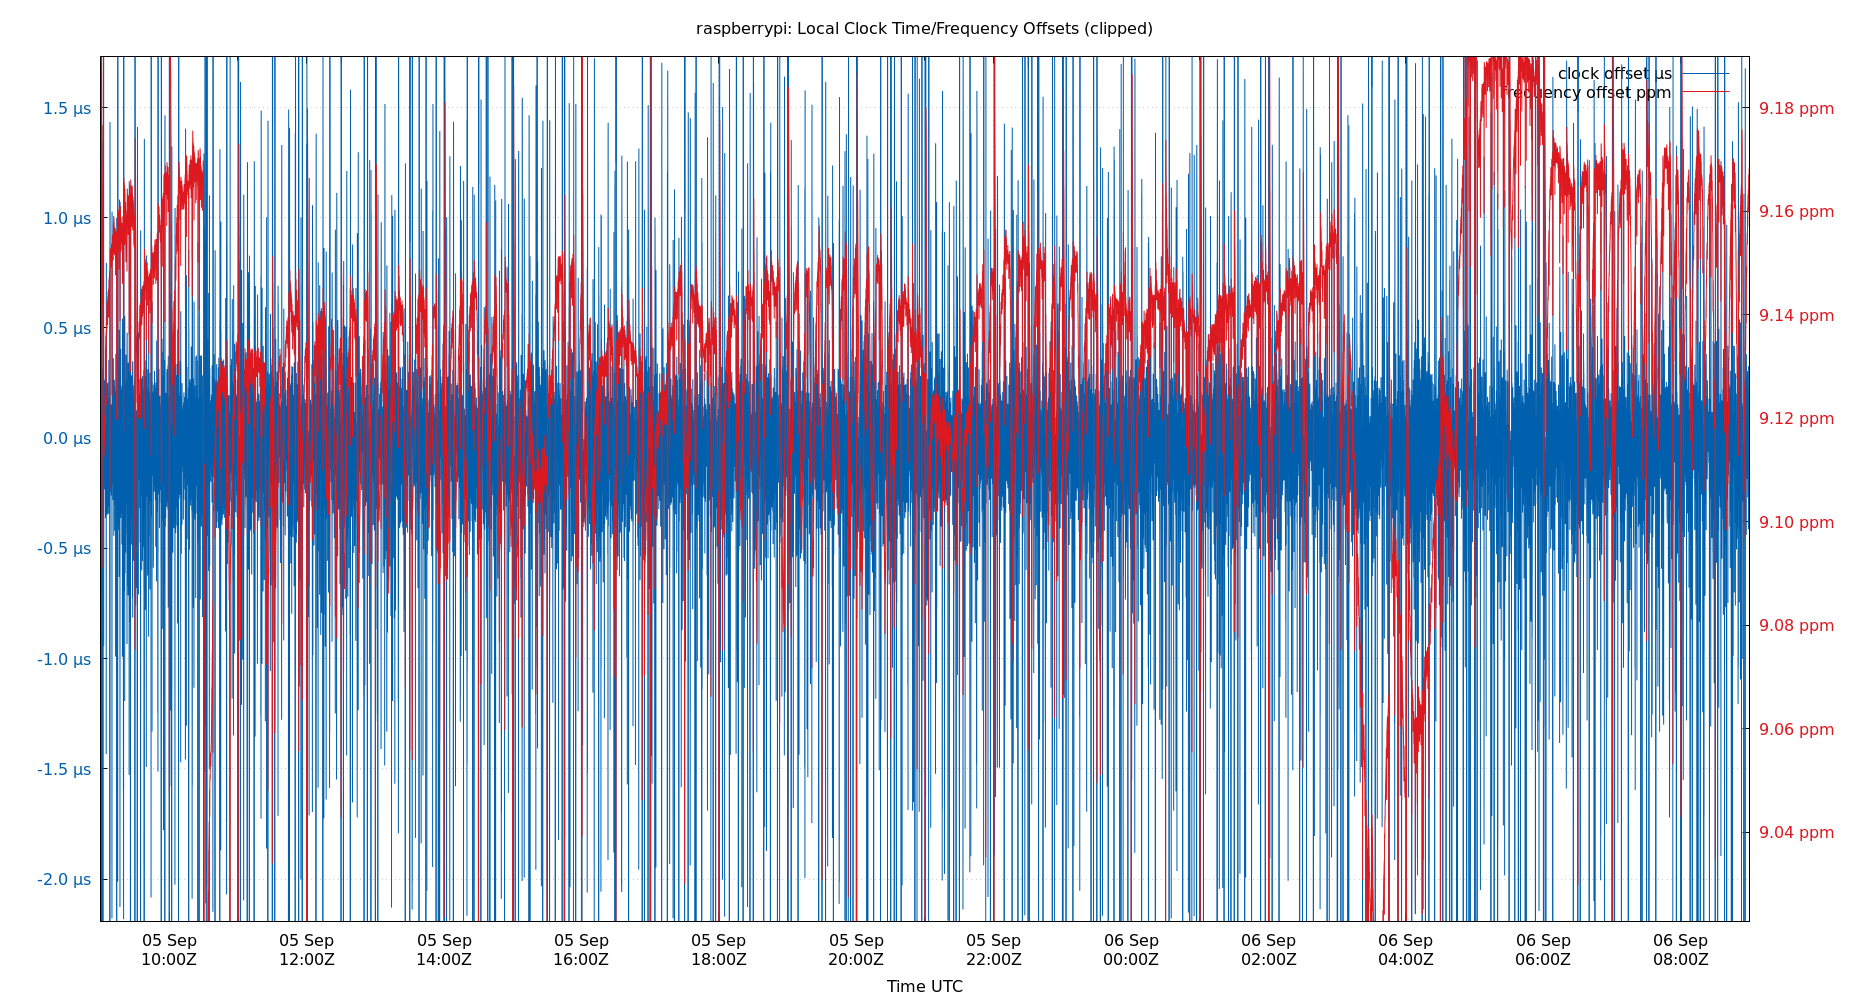 raspberrypi: Local Clock Time/Frequency Offsets (clipped)
clock offset µs
frequency offset ppm
1.5 µs
1.0 µs
0.5 µs
0.0 µs
-0.5 µs
-1.0 µs
-1.5 µs
-2.0 µs
9.18 ppm
9.16 ppm
9.14 ppm
9.12 ppm
9.10 ppm
9.08 ppm
9.06 ppm
9.04 ppm
05 Sep 05 Sep 05 Sep 05 Sep 05 Sep 05 Sep 05 Sep 06 Sep 06 Sep 06 Sep 06 Sep 06 Sep
10:00Z 12:00Z 14:00Z 16:00Z 18:00Z 20:00Z 22:00Z 00:00Z 02:00Z 04:00Z 06:00Z 08:00Z
Time UTC